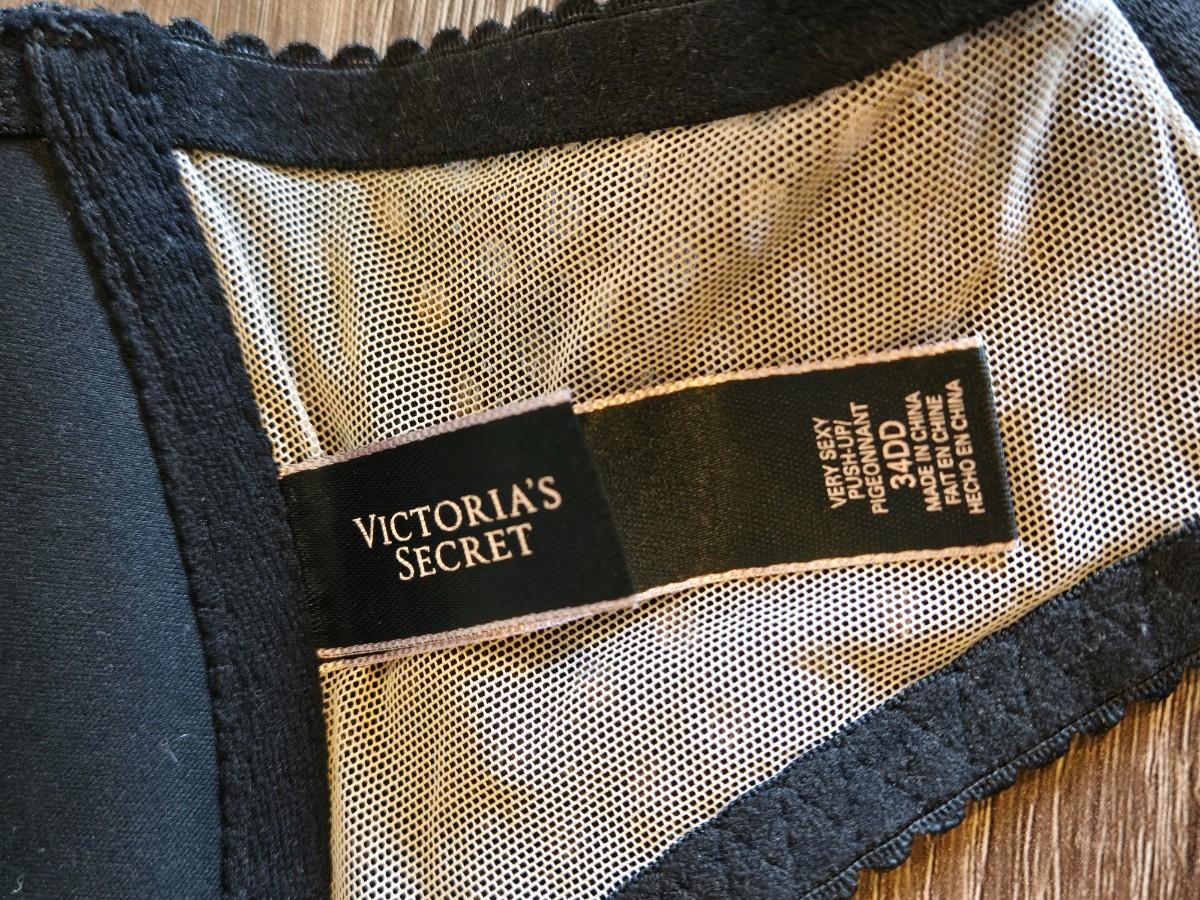 VICTORIA'S
SECRET
VERY SEXY
PUSH-UP/
PIGEONNANT
34DD
MADE IN CHINA
FAIT EN CHINE
HECHO EN CHINA